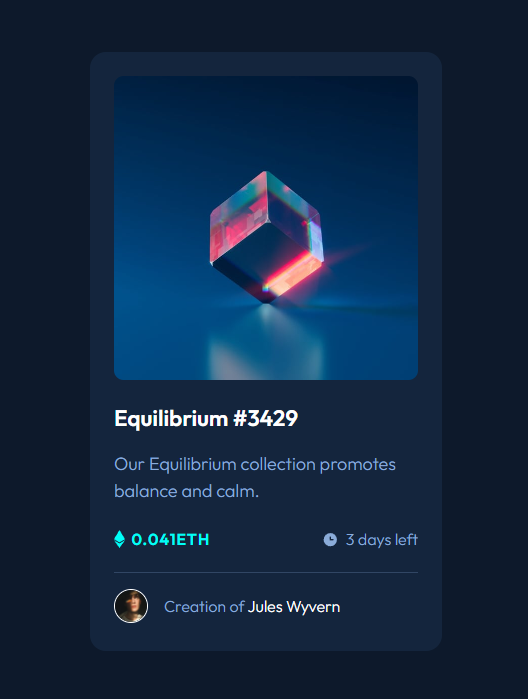 Equilibrium #3429
Our Equilibrium collection promotes
balance and calm.
0.041ETH
3 days left
Creation of Jules Wyvern